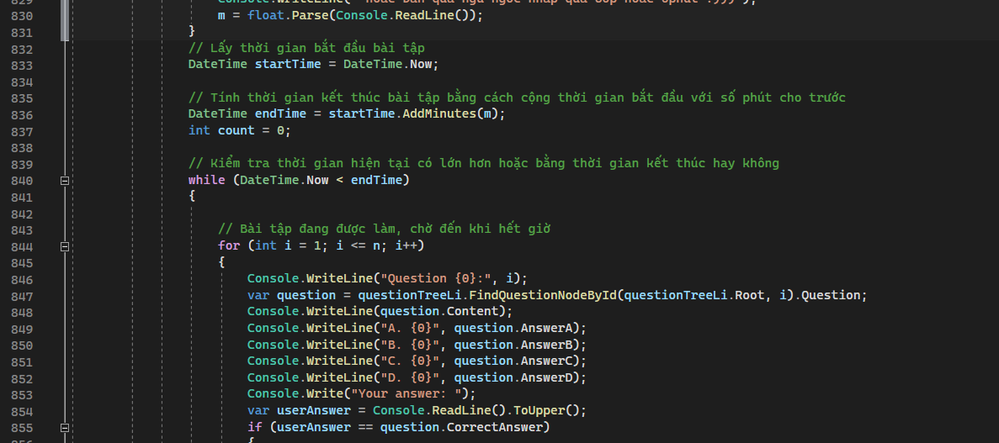 829 Console.WriteLine("
830 m = float.Parse(Console.ReadLine());
831 }
832 // Lấy thời gian bắt đầu bài tập
833 DateTime startTime = DateTime.Now;
834
835 // Tính thời gian kết thúc bài tập bằng cách cộng thời gian bắt đầu với số phút cho trước
836 DateTime endTime = startTime.AddMinutes(m);
837 int count = 0;
838
839 // Kiểm tra thời gian hiện tại có lớn hơn hoặc bằng thời gian kết thúc hay không
840 while (DateTime.Now < endTime)
841 {
842
843 // Bài tập đang được làm, chờ đến khi hết giờ
844 for (int i = 1; i <= n; i++)
845 {
846 Console.WriteLine("Question {0}:", i);
847 var question = questionTreeLi.FindQuestionNodeById(questionTreeLi.Root, i).Question;
848 Console.WriteLine(question.Content);
849 Console.WriteLine("A. {0}", question.AnswerA);
850 Console.WriteLine("B. {0}", question.AnswerB);
851 Console.WriteLine("C. {0}", question.AnswerC);
852 Console.WriteLine("D. {0}", question.AnswerD);
853 Console.Write("Your answer: ");
854 var userAnswer = Console.ReadLine().ToUpper();
855 if (userAnswer == question.CorrectAnswer)
856 {